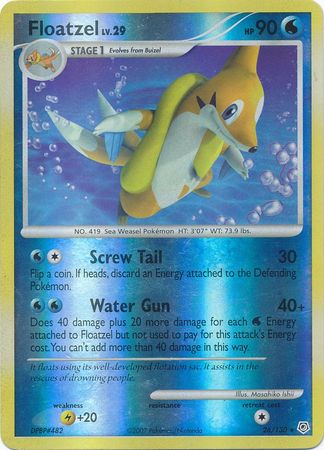 Floatzel LV.29 HP 90
STAGE 1 Evolves from Buizel
NO. 419 Sea Weasel Pokémon HT: 3'07" WT: 73.9 lbs.
Screw Tail 30
Flip a coin. If heads, discard an Energy attached to the Defending
Pokémon.
Water Gun 40+
Does 40 damage plus 20 more damage for each Energy
attached to Floatzel but not used to pay for this attack's
Energy cost. You can't add more than 40 damage in this way.
It floats using its well-developed flotation sac. It assists in the
rescues of drowning people.
Illus. Masahiko Ishii
weakness resistance retreat cost
+20
DPBP#482 ©2007 Pokémon/Nintendo 26/130 ★